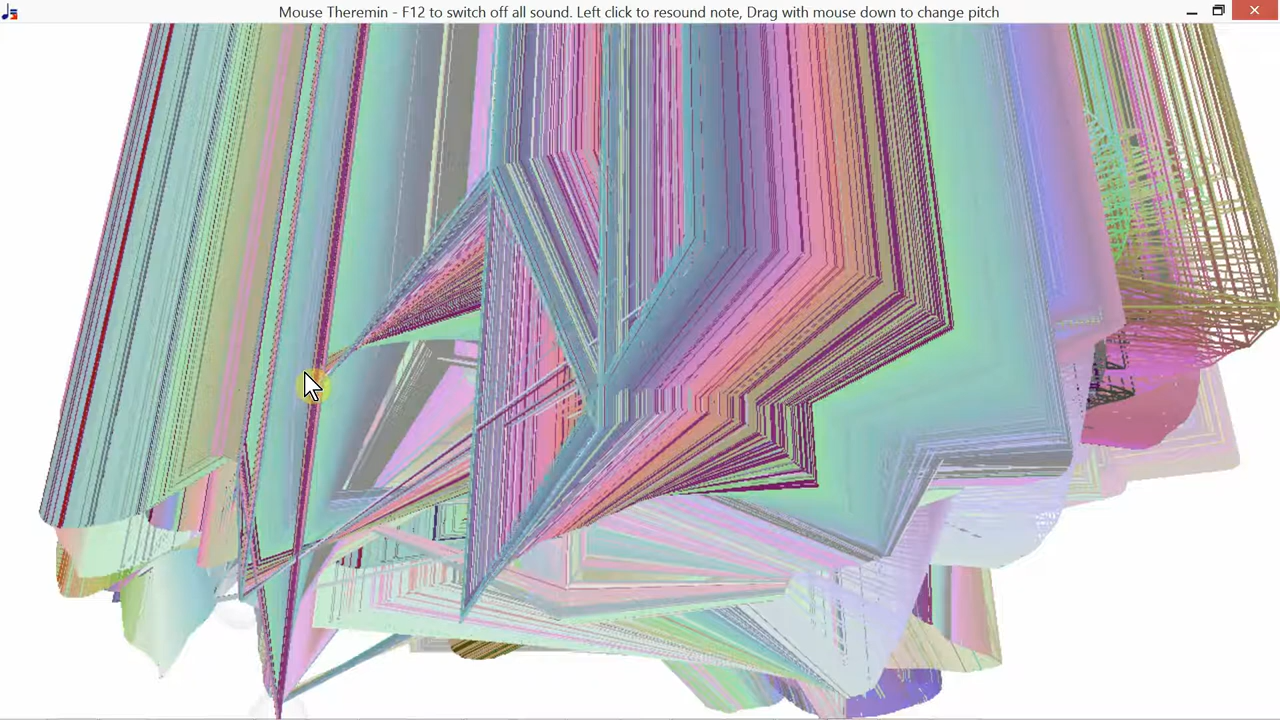 Mouse Theremin - F12 to switch off all sound. Left click to resound note, Drag with mouse down to change pitch